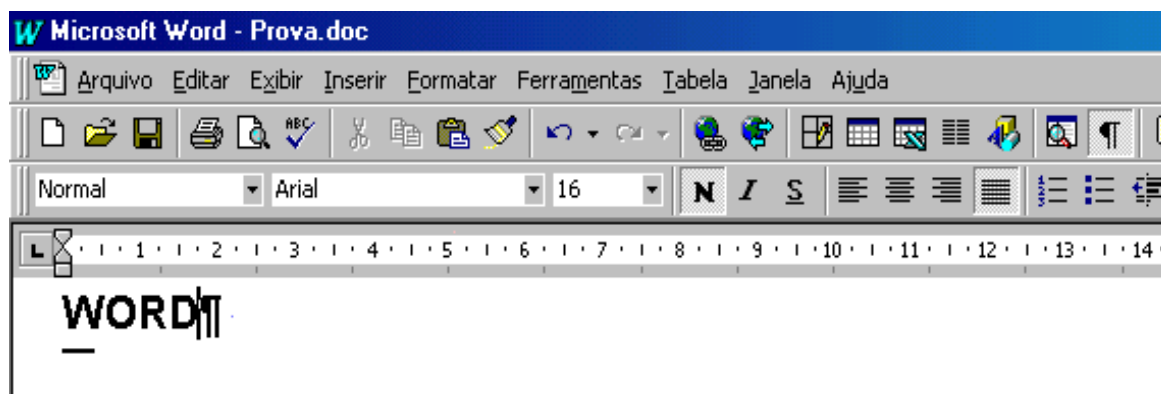 Microsoft Word - Prova.doc
Arquivo Editar Exibir Inserir Formatar Ferramentas Tabela Janela Ajuda
ABC
Normal Arial 16 N I S
L 1 2 3 4 5 6 7 8 9 10 11 12 13 14
WORD¶